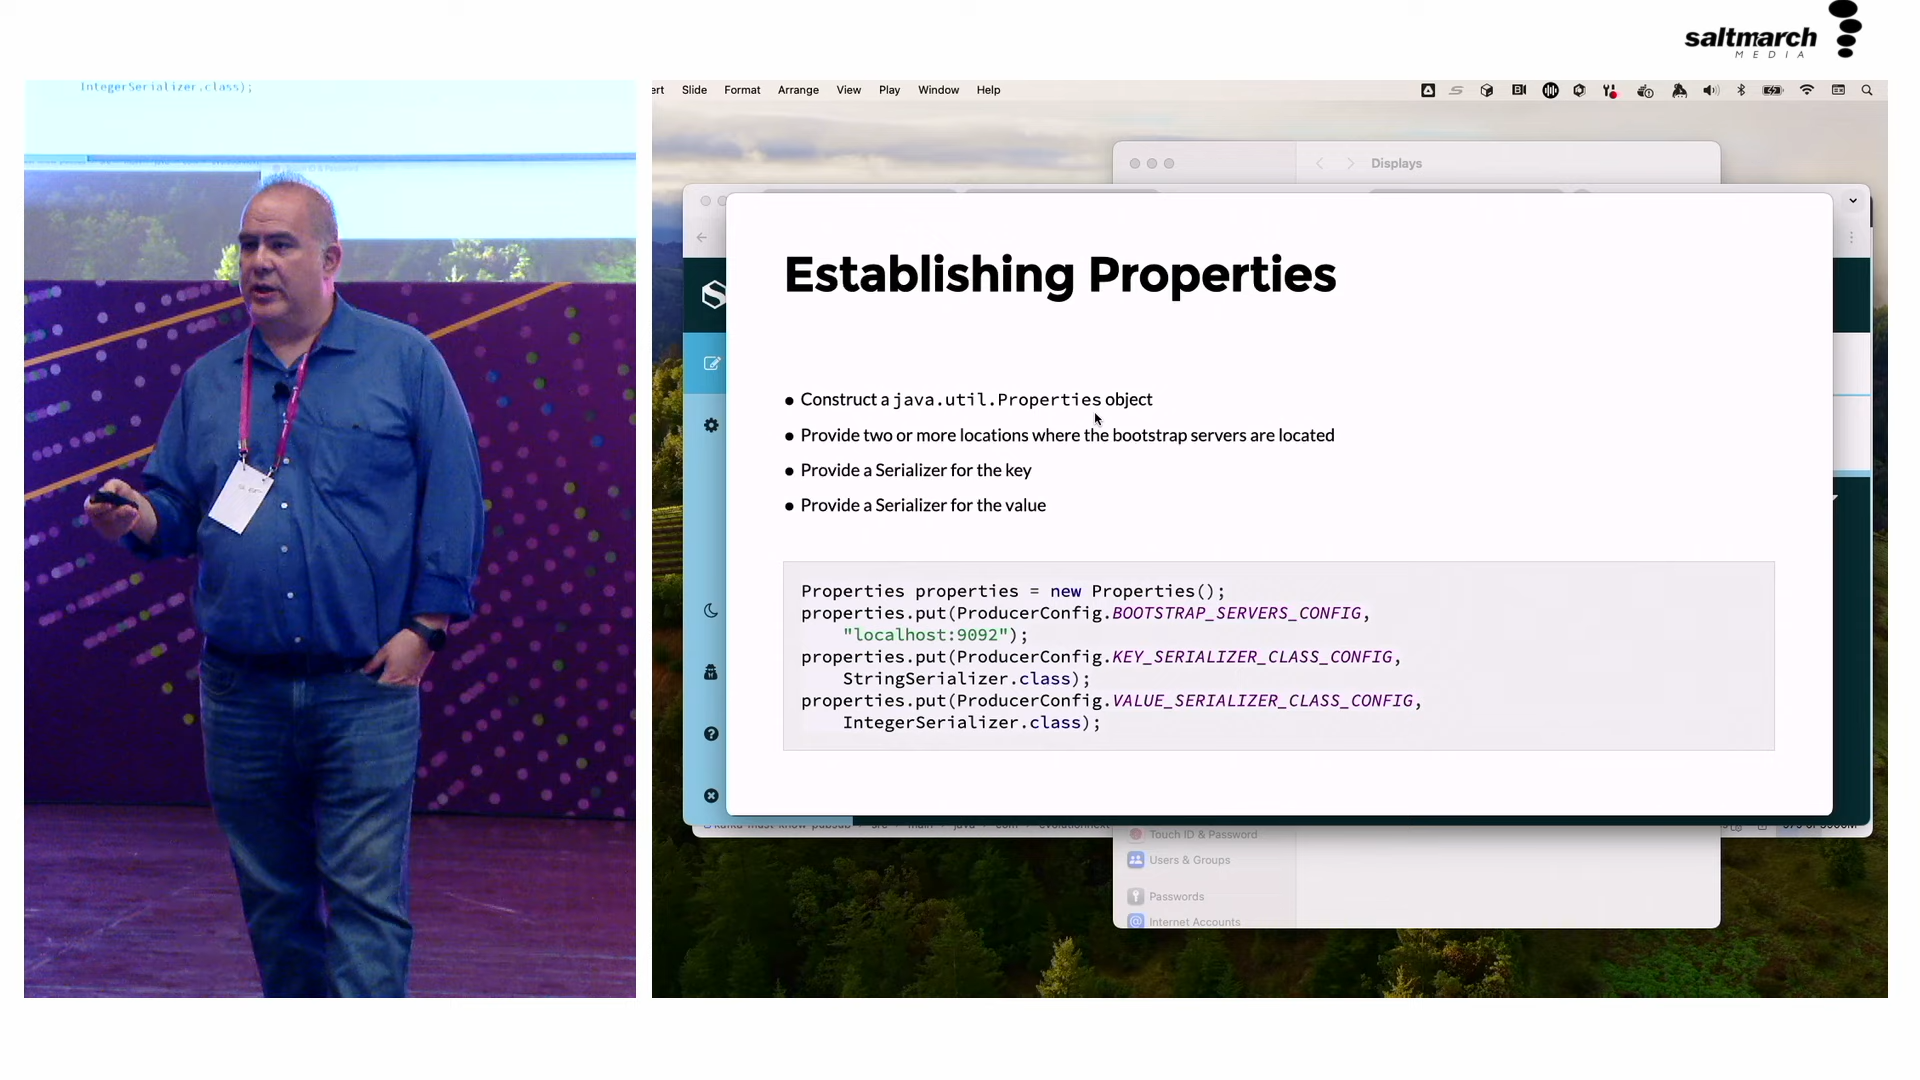 saltmarch
MEDIA
IntegerSerializer.class);
Slide Format Arrange View Play Window Help
Displays
Establishing Properties
● Construct a java.util.Properties object
● Provide two or more locations where the bootstrap servers are located
● Provide a Serializer for the key
● Provide a Serializer for the value
Properties properties = new Properties();
properties.put(ProducerConfig.BOOTSTRAP_SERVERS_CONFIG,
"localhost:9092");
properties.put(ProducerConfig.KEY_SERIALIZER_CLASS_CONFIG,
StringSerializer.class);
properties.put(ProducerConfig.VALUE_SERIALIZER_CLASS_CONFIG,
IntegerSerializer.class);
Touch ID & Password
Users & Groups
Passwords
Internet Accounts